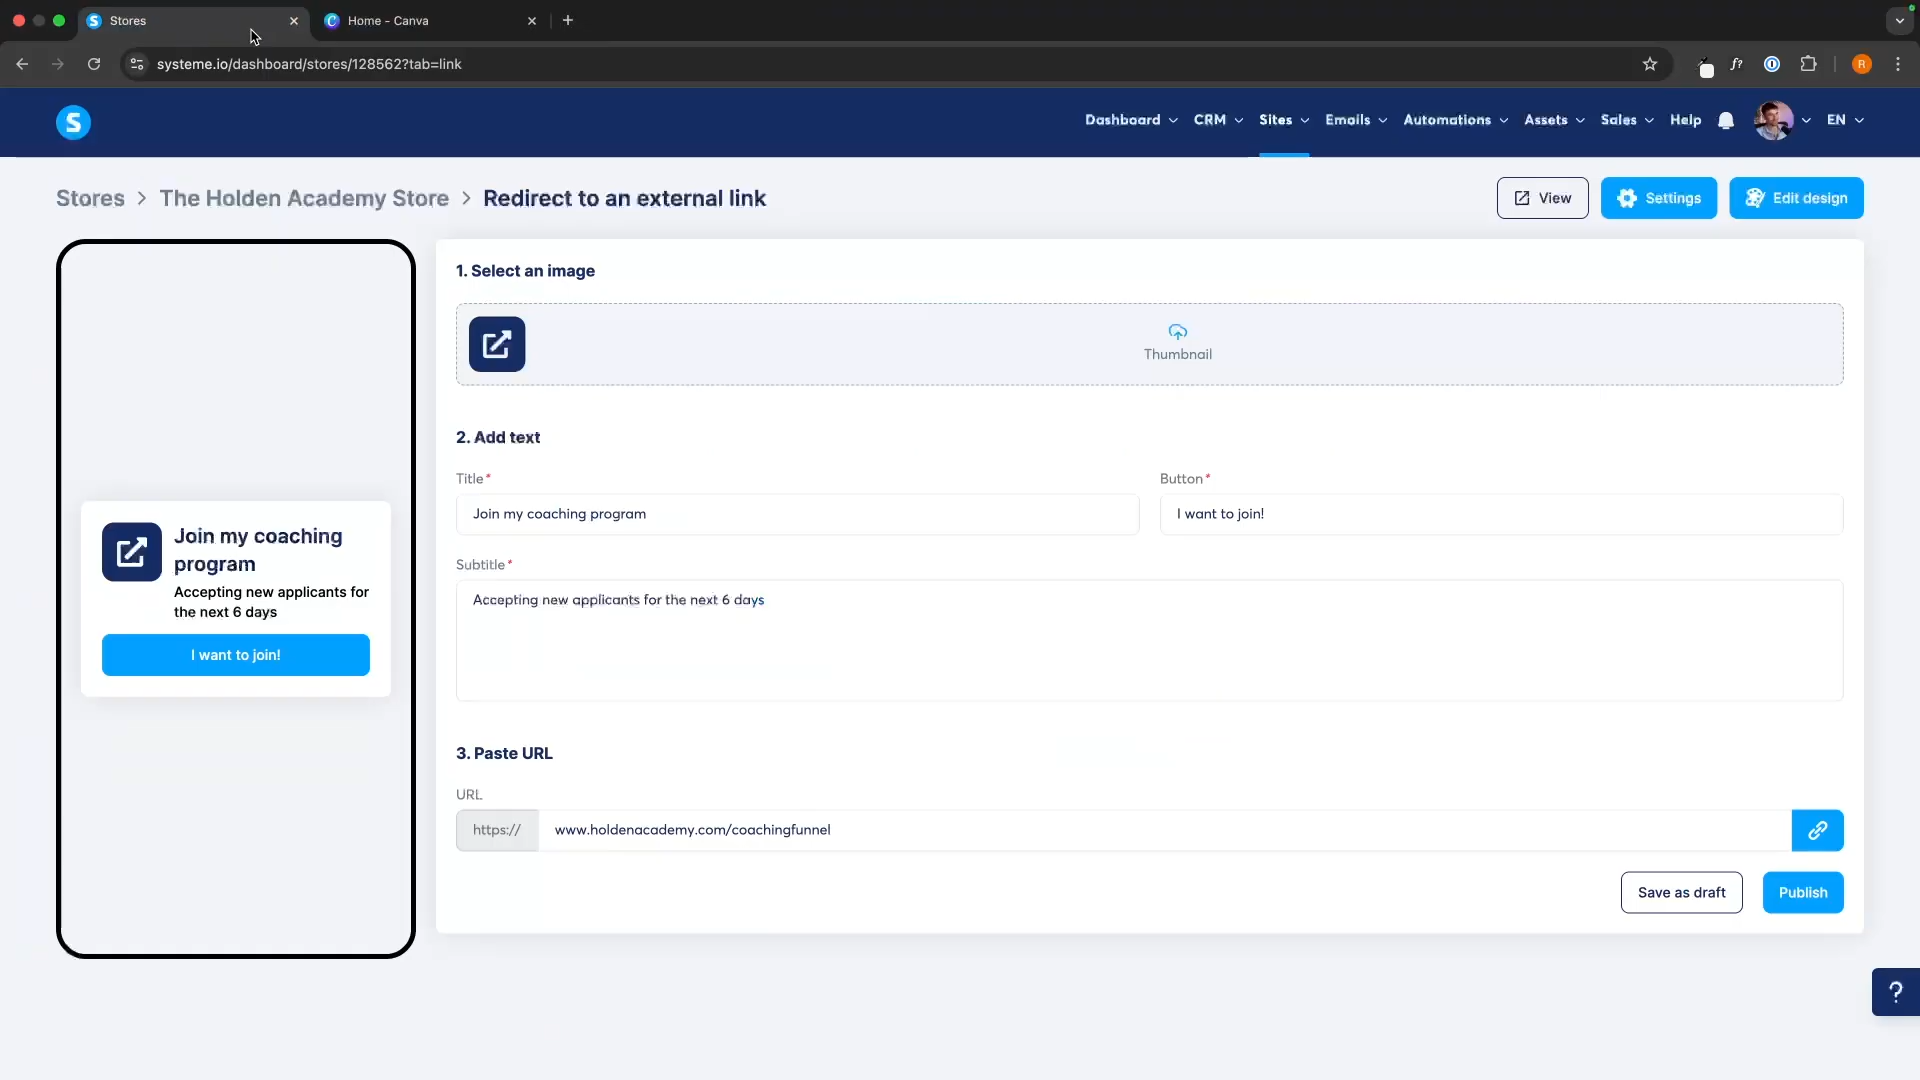 Stores
Home - Canva
systeme.io/dashboard/stores/128562?tab=link
f?
R
S
Dashboard
CRM
Sites
Emails
Automations
Assets
Sales
Help
EN
Stores > The Holden Academy Store > Redirect to an external link
View
Settings
Edit design
1. Select an image
Thumbnail
2. Add text
Title*
Button*
Join my coaching program
I want to join!
Subtitle*
Accepting new applicants for the next 6 days
Join my coaching
program
Accepting new applicants for
the next 6 days
I want to join!
3. Paste URL
URL
https://
www.holdenacademy.com/coachingfunnel
Save as draft
Publish
?